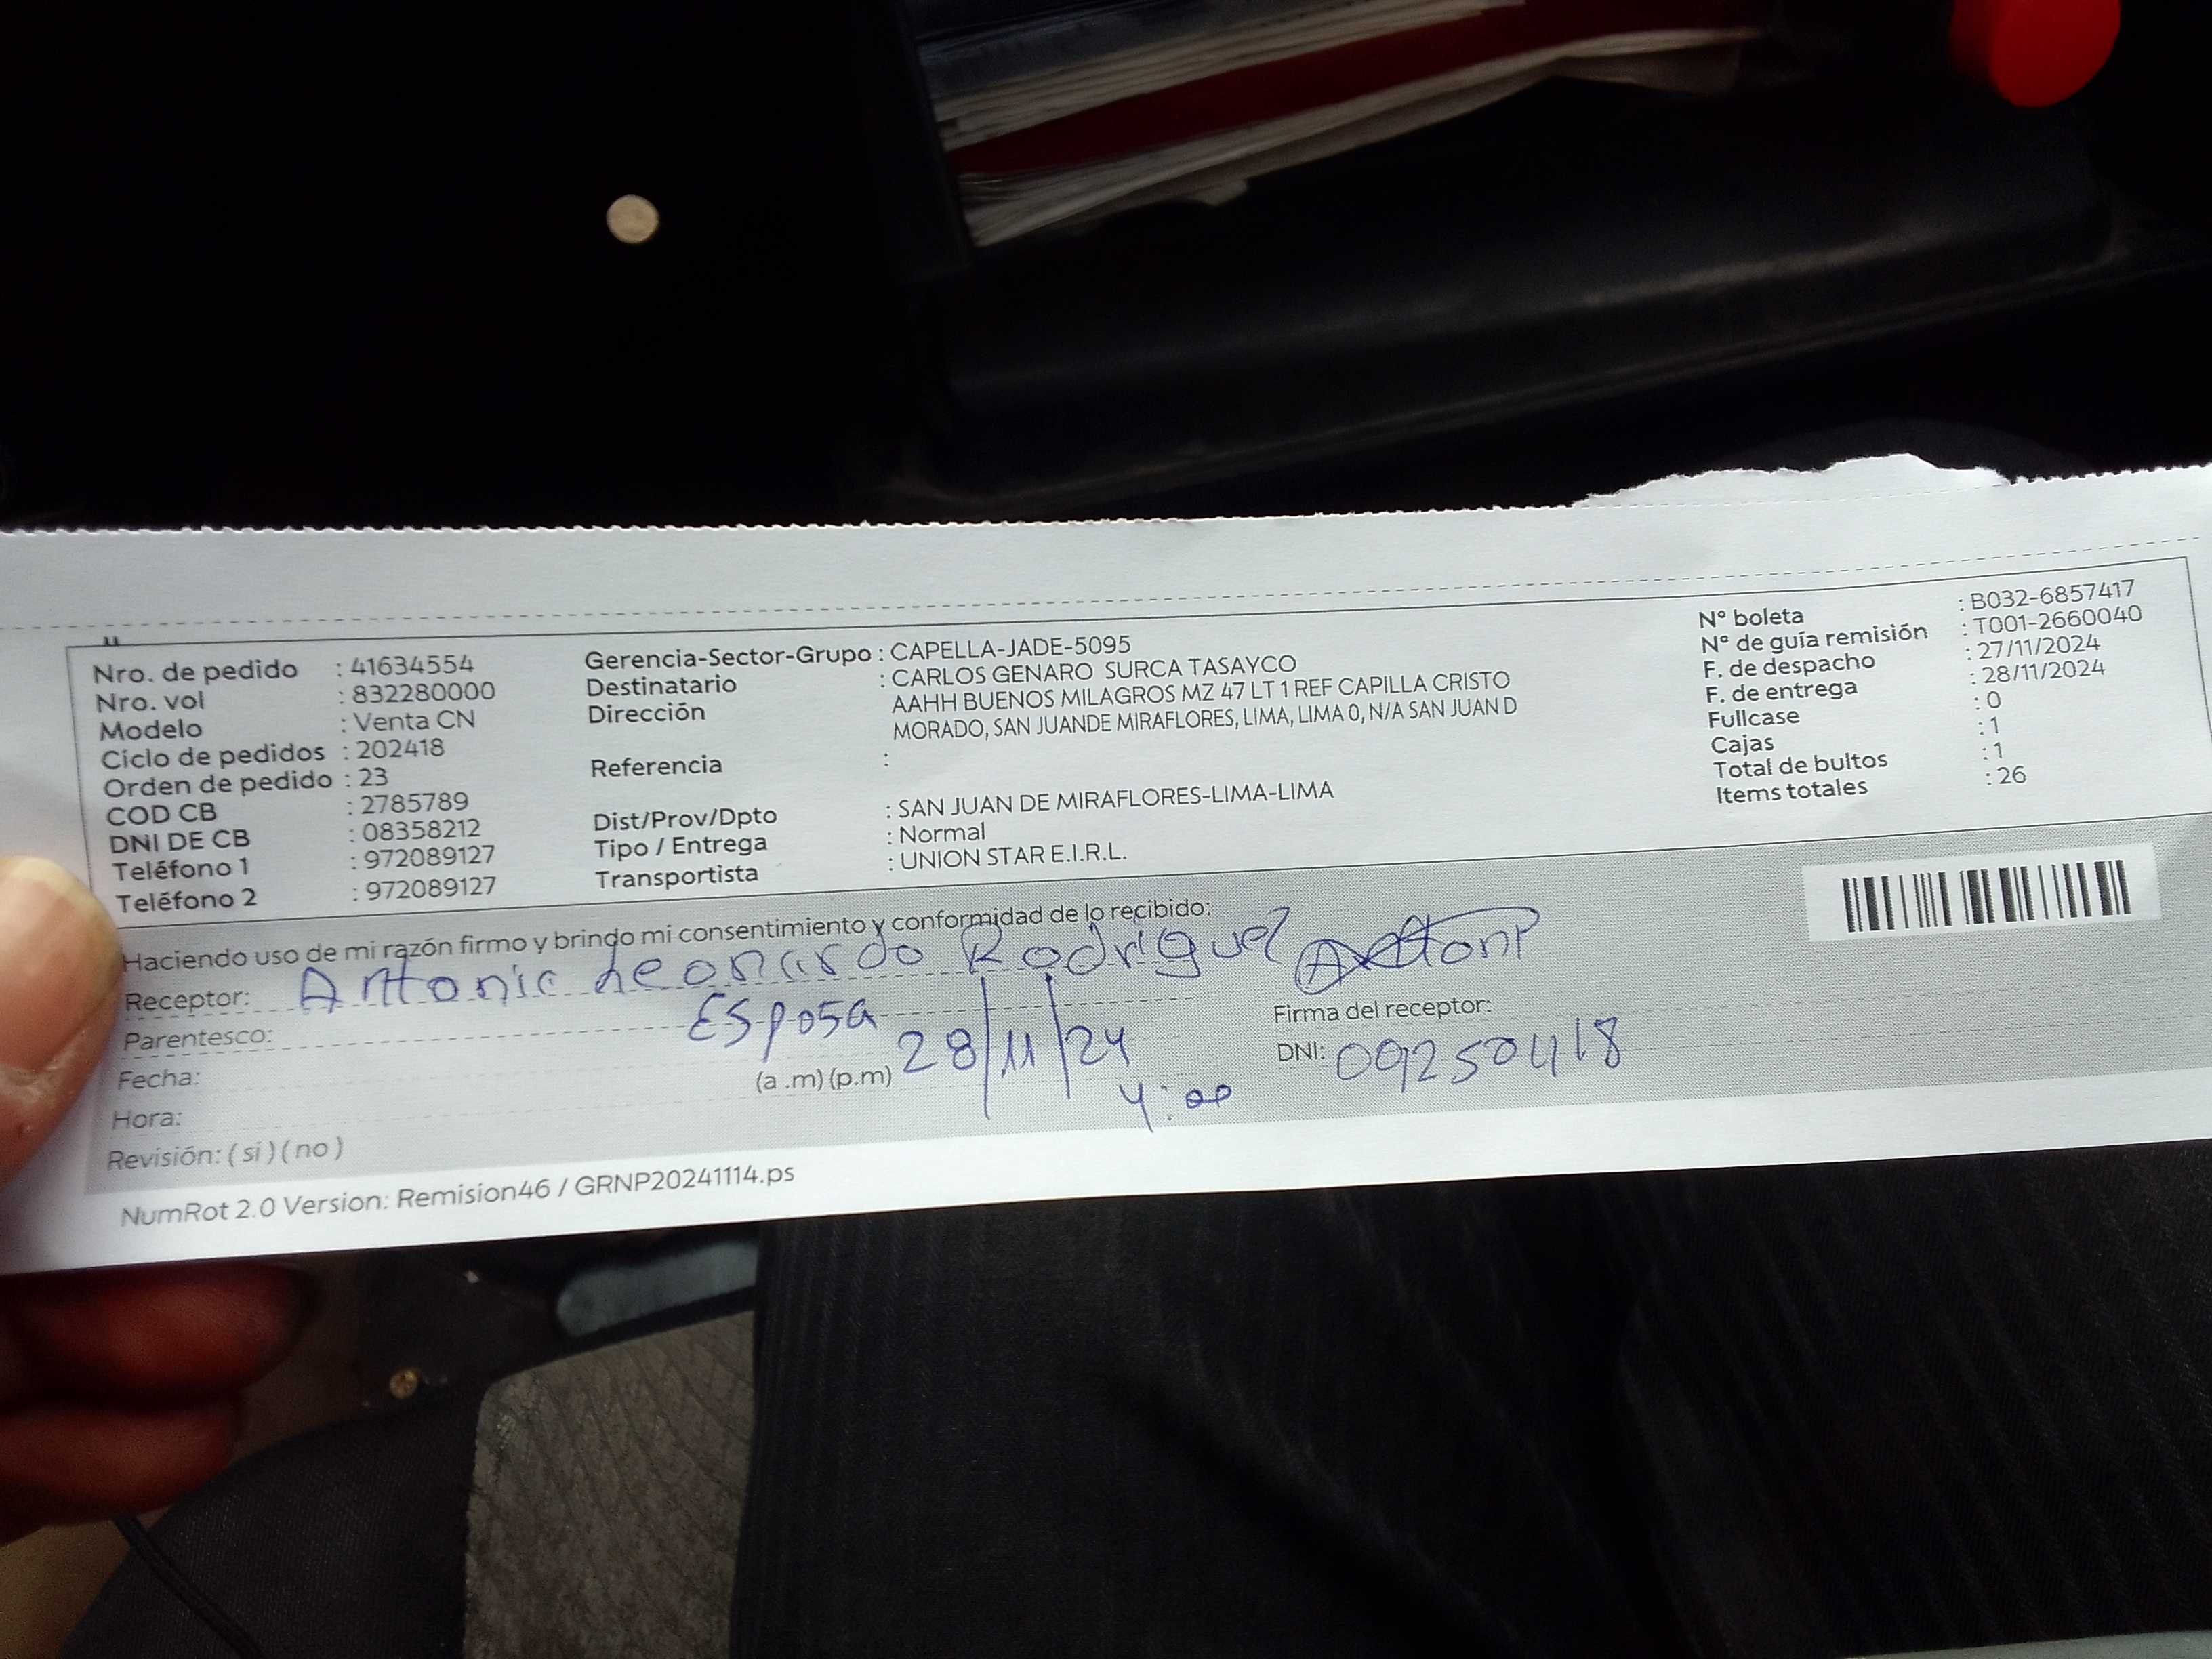 Nro. de pedido : 41634554
Nro. vol : 832280000
Modelo : Venta CN
Ciclo de pedidos : 202418
Orden de pedido : 23
COD CB : 2785789
DNI DE CB : 08358212
Teléfono 1 : 972089127
Teléfono 2 : 972089127
Gerencia-Sector-Grupo : CAPELLA-JADE-5095
Destinatario : CARLOS GENARO SURCA TASAYCO
Dirección AAHH BUENOS MILAGROS MZ 47 LT 1 REF CAPILLA CRISTO
MORADO, SAN JUANDE MIRAFLORES, LIMA, LIMA 0, N/A SAN JUAN D
Referencia :
Dist/Prov/Dpto : SAN JUAN DE MIRAFLORES-LIMA-LIMA
Tipo / Entrega : Normal
Transportista : UNION STAR E.I.R.L.
Nº boleta : B032-6857417
Nº de guía remisión : T001-2660040
F. de despacho : 27/11/2024
F. de entrega : 28/11/2024
Fullcase : 0
Cajas : 1
Total de bultos : 1
Items totales : 26
Haciendo uso de mi razón firmo y brindo mi consentimiento y conformidad de lo recibido:
Receptor: Antonia Leonardo Rodriguez
Parentesco: Esposa
Fecha: 28/11/24
Hora: (a .m) (p.m) 4:00
Revisión: ( si ) ( no )
Firma del receptor:
DNI: 09250418
NumRot 2.0 Version: Remision46 / GRNP20241114.ps